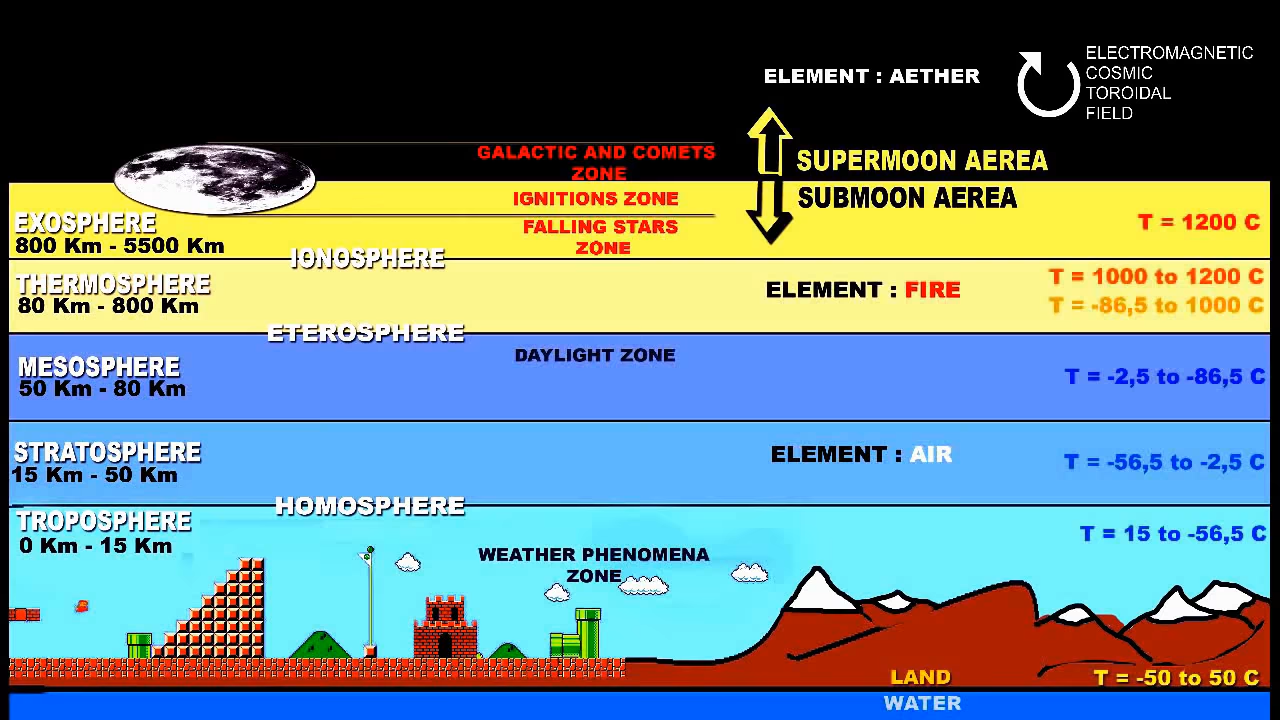 ELEMENT : AETHER
ELECTROMAGNETIC
COSMIC
TOROIDAL
FIELD
GALACTIC AND COMETS
ZONE
SUPERMOON AEREA
IGNITIONS ZONE
SUBMOON AEREA
EXOSPHERE
800 Km - 5500 Km
FALLING STARS
ZONE
T = 1200 C
IONOSPHERE
THERMOSPHERE
80 Km - 800 Km
ELEMENT : FIRE
T = 1000 to 1200 C
T = -86,5 to 1000 C
ETEROSPHERE
MESOSPHERE
50 Km - 80 Km
DAYLIGHT ZONE
T = -2,5 to -86,5 C
STRATOSPHERE
15 Km - 50 Km
ELEMENT : AIR
T = -56,5 to -2,5 C
HOMOSPHERE
TROPOSPHERE
0 Km - 15 Km
WEATHER PHENOMENA
ZONE
T = 15 to -56,5 C
LAND
T = -50 to 50 C
WATER